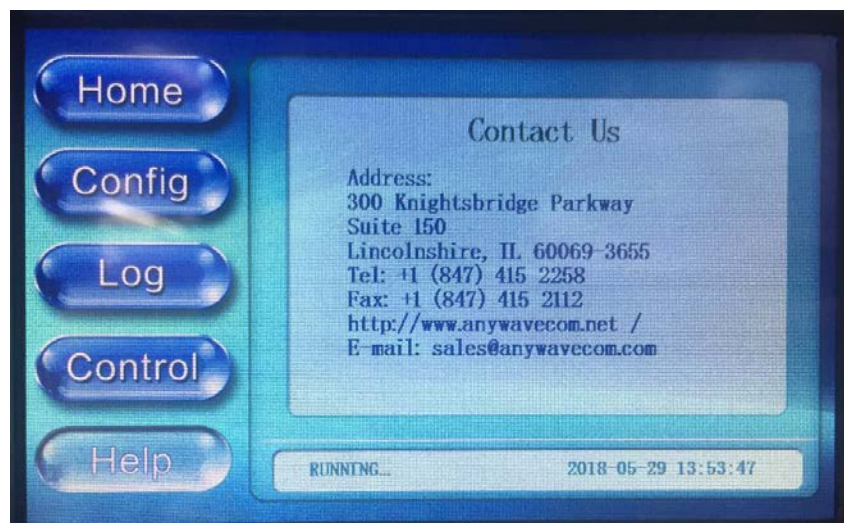 Home
Config
Log
Control
Help
Contact Us
Address:
300 Knightsbridge Parkway
Suite 150
Lincolnshire, IL 60069-3655
Tel: +1 (847) 415 2258
Fax: +1 (847) 415 2112
http://www.anywavecom.net /
E-mail: sales@anywavecom.com
RUNNING...
2018-05-29 13:53:47